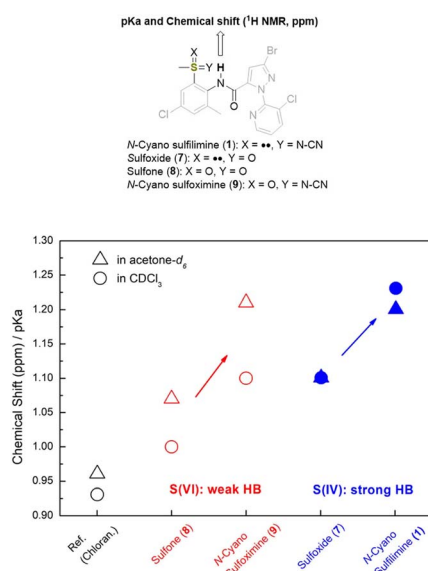 pKa and Chemical shift (¹H NMR, ppm)
X
S
Y
H
N
O
Br
N
N
Cl
Cl
N
N-Cyano sulfilimine (1): X = ••, Y = N-CN
Sulfoxide (7): X = ••, Y = O
Sulfone (8): X = O, Y = O
N-Cyano sulfoximine (9): X = O, Y = N-CN
Chemical Shift (ppm) / pKa
1.30
1.25
1.20
1.15
1.10
1.05
1.00
0.95
0.90
in acetone-d6
in CDCl3
S(VI): weak HB
S(IV): strong HB
Ref.
(Chloran.)
Sulfone (8)
N-Cyano
Sulfoximine (9)
Sulfoxide (7)
N-Cyano
Sulfilimine (1)